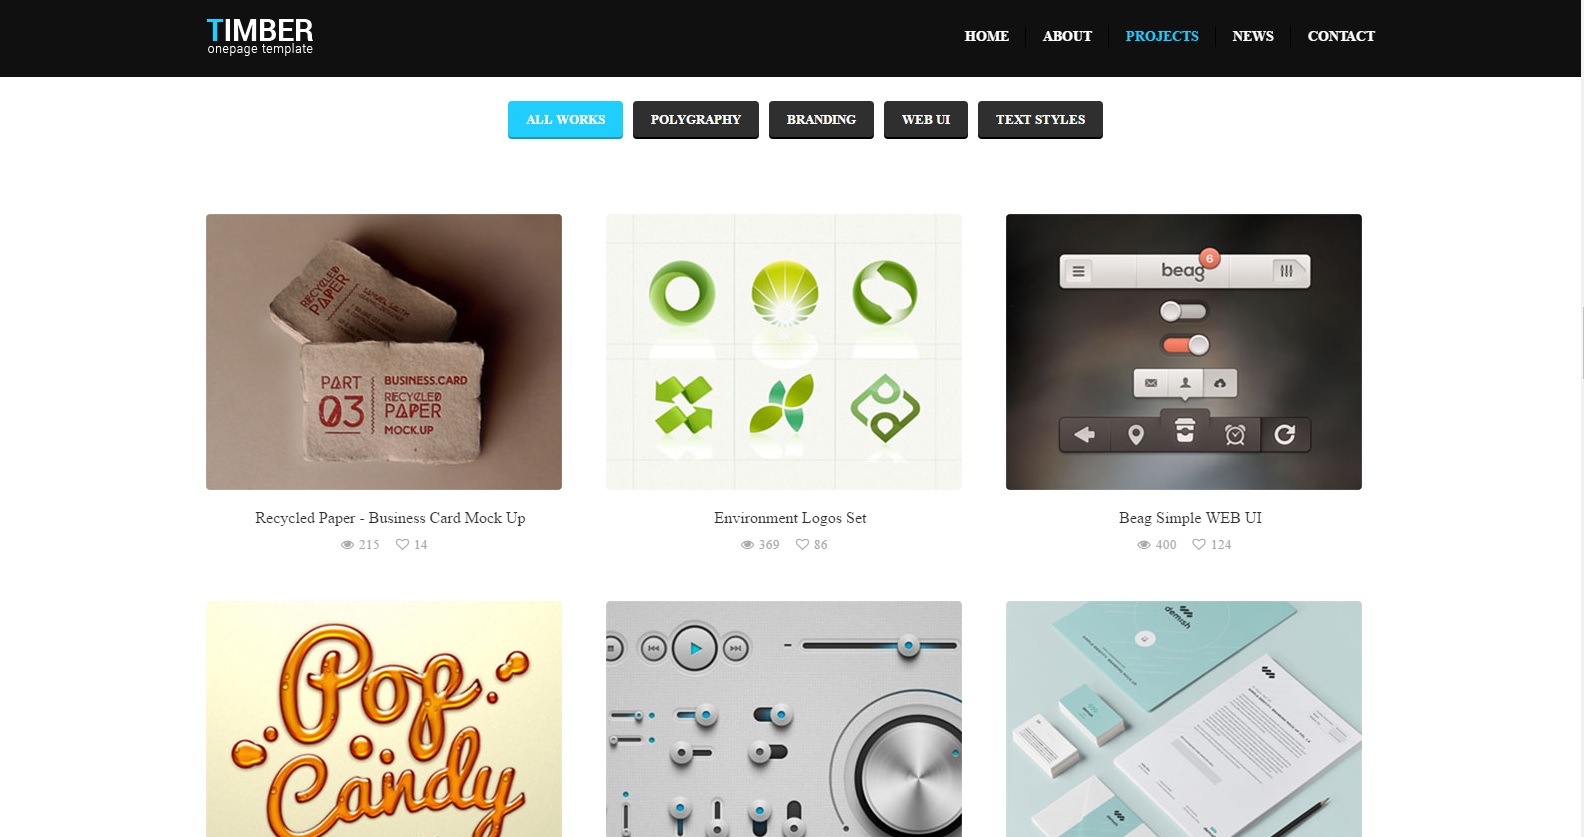 TIMBER
onepage template
HOME
ABOUT
PROJECTS
NEWS
CONTACT
ALL WORKS
POLYGRAPHY
BRANDING
WEB UI
TEXT STYLES
RECYCLED
PAPER
PART
03
BUSINESS.CARD
RECYCLED
PAPER
MOCK.UP
beag
6
Recycled Paper - Business Card Mock Up
215
14
Environment Logos Set
369
86
Beag Simple WEB UI
400
124
Pop
Candy
demish
demish
demish